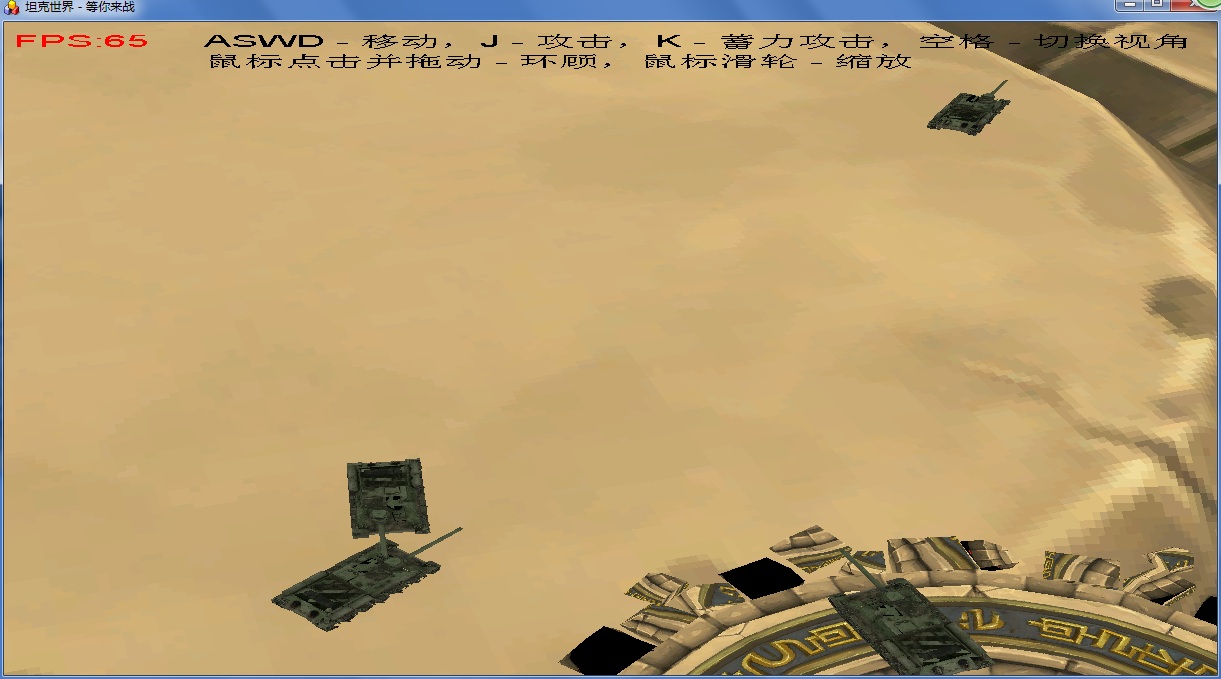 坦克世界 - 等你来战
FPS:65
ASWD - 移动, J - 攻击, K - 蓄力攻击, 空格 - 切换视角
鼠标点击并拖动 - 环顾, 鼠标滑轮 - 缩放